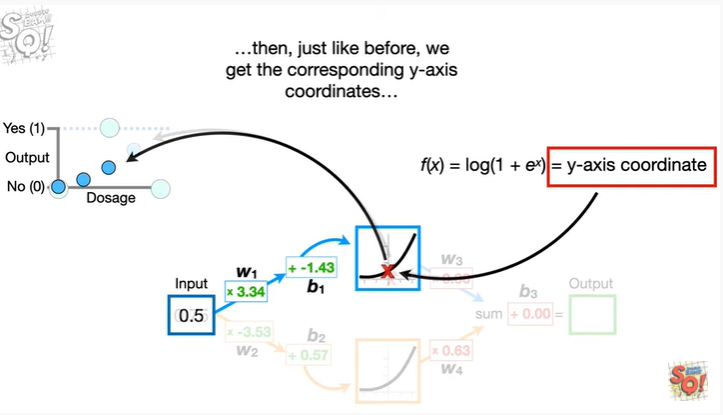 ...then, just like before, we
get the corresponding y-axis
coordinates...
Yes (1)
Output
No (0)
Dosage
f(x) = log(1 + eˣ) = y-axis coordinate
Input
0.5
w₁
x 3.34
+ -1.43
b₁
w₃
b₃
Output
sum + 0.00 =
x -3.53
w₂
b₂
+ 0.57
x 0.63
w₄
SQ!